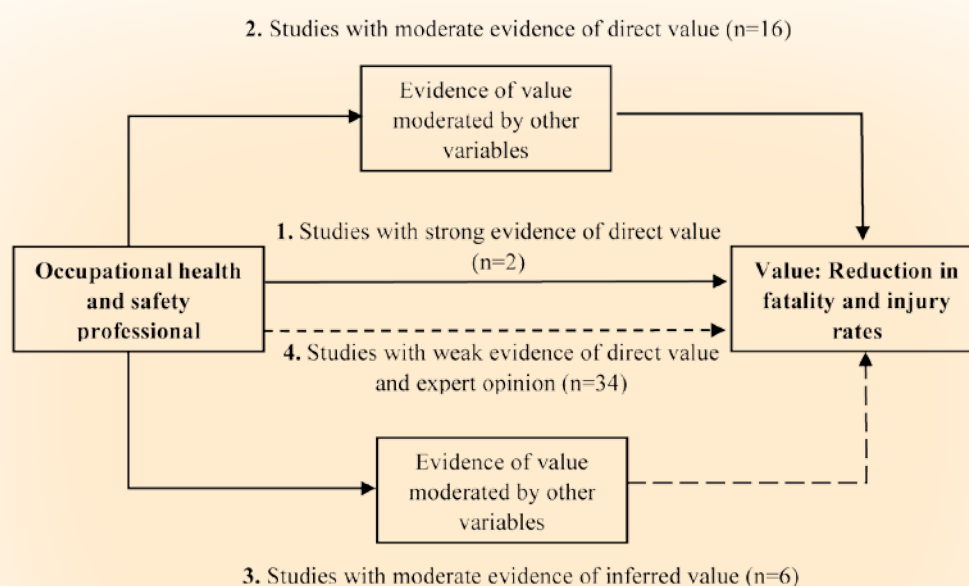 2. Studies with moderate evidence of direct value (n=16)
Evidence of value
moderated by other
variables
1. Studies with strong evidence of direct value
(n=2)
Occupational health
and safety
professional
Value: Reduction in
fatality and injury
rates
4. Studies with weak evidence of direct value
and expert opinion (n=34)
Evidence of value
moderated by other
variables
3. Studies with moderate evidence of inferred value (n=6)